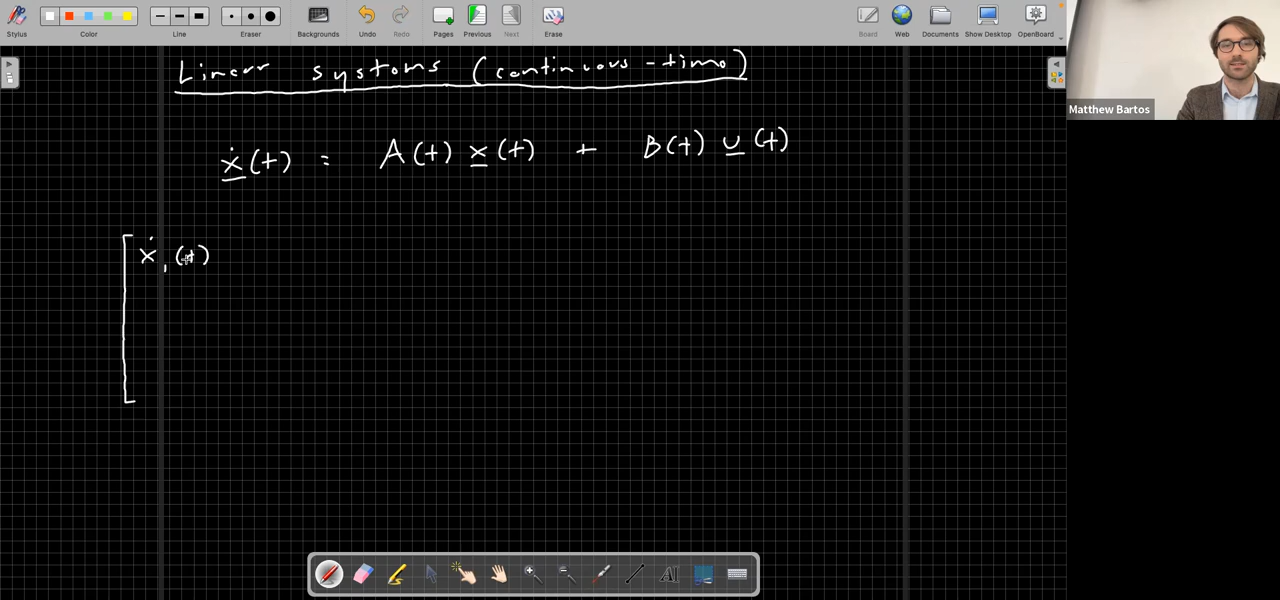 Stylus Color Line Eraser Backgrounds Undo Redo Pages Previous Next Erase Board Web Documents Show Desktop OpenBoard
Matthew Bartos
Linear systems (continuous-time)
ẋ(t) = A(t) x(t) + B(t) u(t)
ẋ₁(t)
AI